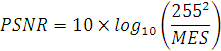 PSNR = 10 × log₁₀ (255² / MES)